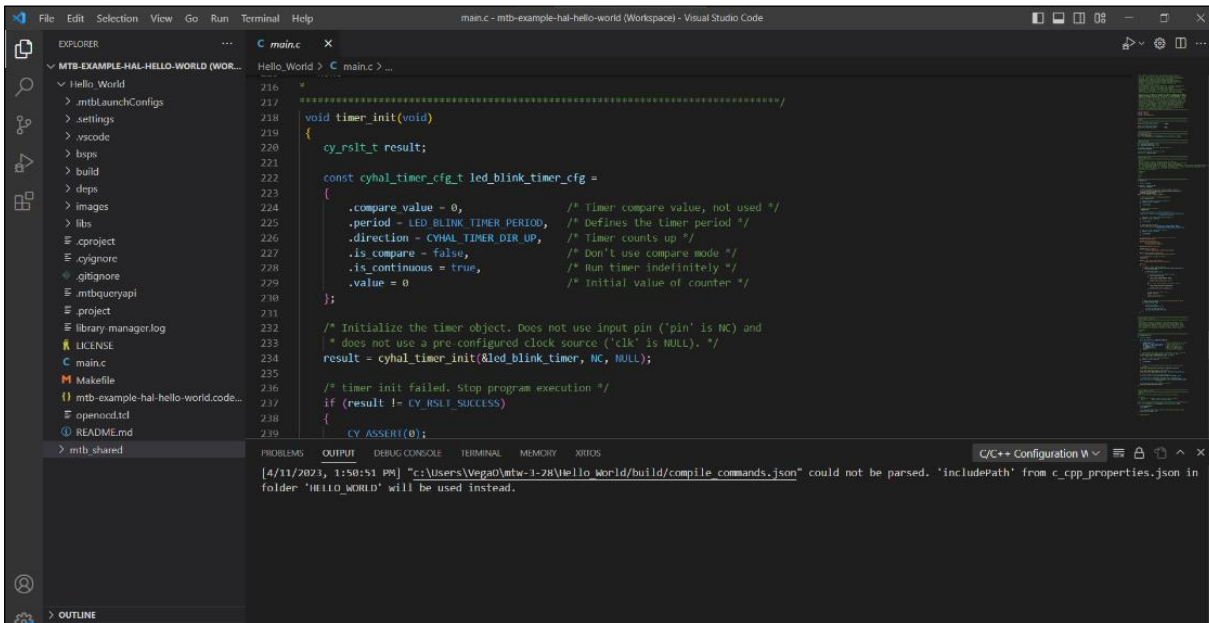 File Edit Selection View Go Run Terminal Help
main.c - mtb-example-hal-hello-world (Workspace) - Visual Studio Code
EXPLORER
MTB-EXAMPLE-HAL-HELLO-WORLD (WOR...
Hello_World
.mtbLaunchConfigs
.settings
.vscode
bsps
build
deps
images
libs
.cproject
.cyignore
.gitignore
.mtbqueryapi
.project
library-manager.log
LICENSE
C main.c
M Makefile
{} mtb-example-hal-hello-world.code...
openocd.tcl
README.md
mtb_shared
OUTLINE
C main.c
Hello_World > C main.c > ...
216 *
217 *******************************************************************************/
218 void timer_init(void)
219 {
220 cy_rslt_t result;
221
222 const cyhal_timer_cfg_t led_blink_timer_cfg =
223 {
224 .compare_value = 0, /* Timer compare value, not used */
225 .period = LED_BLINK_TIMER_PERIOD, /* Defines the timer period */
226 .direction = CYHAL_TIMER_DIR_UP, /* Timer counts up */
227 .is_compare = false, /* Don't use compare mode */
228 .is_continuous = true, /* Run timer indefinitely */
229 .value = 0 /* Initial value of counter */
230 };
231
232 /* Initialize the timer object. Does not use input pin ('pin' is NC) and
233 * does not use a pre-configured clock source ('clk' is NULL). */
234 result = cyhal_timer_init(&led_blink_timer, NC, NULL);
235
236 /* timer init failed. Stop program execution */
237 if (result != CY_RSLT_SUCCESS)
238 {
239 CY_ASSERT(0);
PROBLEMS OUTPUT DEBUG CONSOLE TERMINAL MEMORY XRTOS
C/C++ Configuration W
[4/11/2023, 1:50:51 PM] "c:\Users\VegaO\mtw-3-28\Hello_World/build/compile_commands.json" could not be parsed. 'includePath' from c_cpp_properties.json in
folder 'HELLO_WORLD' will be used instead.